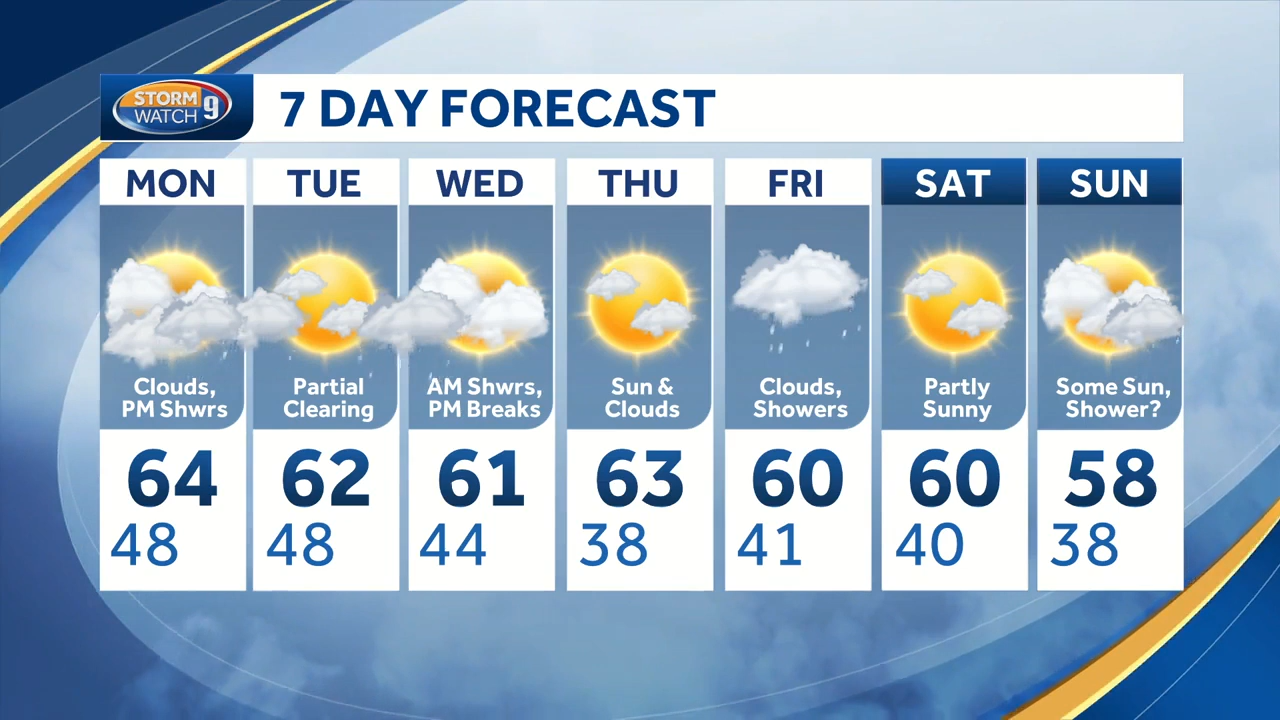 STORM
WATCH 9
7 DAY FORECAST
MON
TUE
WED
THU
FRI
SAT
SUN
Clouds,
PM Shwrs
Partial
Clearing
AM Shwrs,
PM Breaks
Sun &
Clouds
Clouds,
Showers
Partly
Sunny
Some Sun,
Shower?
64
62
61
63
60
60
58
48
48
44
38
41
40
38